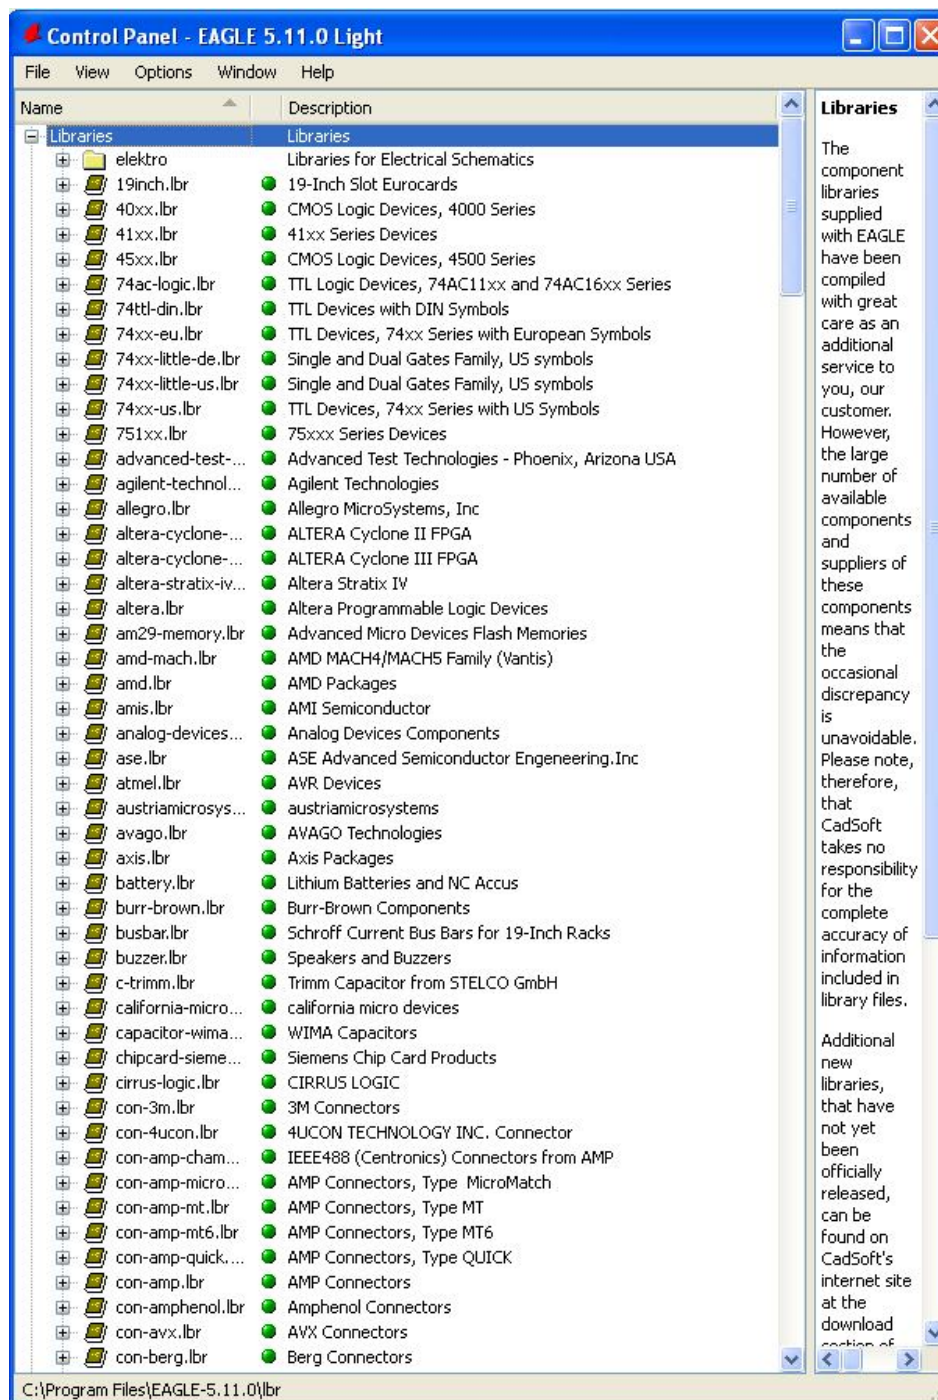 Control Panel - EAGLE 5.11.0 Light
File View Options Window Help
Name Description
Libraries Libraries
elektro Libraries for Electrical Schematics
19inch.lbr 19-Inch Slot Eurocards
40xx.lbr CMOS Logic Devices, 4000 Series
41xx.lbr 41xx Series Devices
45xx.lbr CMOS Logic Devices, 4500 Series
74ac-logic.lbr TTL Logic Devices, 74AC11xx and 74AC16xx Series
74ttl-din.lbr TTL Devices with DIN Symbols
74xx-eu.lbr TTL Devices, 74xx Series with European Symbols
74xx-little-de.lbr Single and Dual Gates Family, US symbols
74xx-little-us.lbr Single and Dual Gates Family, US symbols
74xx-us.lbr TTL Devices, 74xx Series with US Symbols
751xx.lbr 75xxx Series Devices
advanced-test-... Advanced Test Technologies - Phoenix, Arizona USA
agilent-technol... Agilent Technologies
allegro.lbr Allegro MicroSystems, Inc
altera-cyclone-... ALTERA Cyclone II FPGA
altera-cyclone-... ALTERA Cyclone III FPGA
altera-stratix-iv... Altera Stratix IV
altera.lbr Altera Programmable Logic Devices
am29-memory.lbr Advanced Micro Devices Flash Memories
amd-mach.lbr AMD MACH4/MACH5 Family (Vantis)
amd.lbr AMD Packages
amis.lbr AMI Semiconductor
analog-devices... Analog Devices Components
ase.lbr ASE Advanced Semiconductor Engeneering.Inc
atmel.lbr AVR Devices
austriamicrosys... austriamicrosystems
avago.lbr AVAGO Technologies
axis.lbr Axis Packages
battery.lbr Lithium Batteries and NC Accus
burr-brown.lbr Burr-Brown Components
busbar.lbr Schroff Current Bus Bars for 19-Inch Racks
buzzer.lbr Speakers and Buzzers
c-trimm.lbr Trimm Capacitor from STELCO GmbH
california-micro... california micro devices
capacitor-wima... WIMA Capacitors
chipcard-sieme... Siemens Chip Card Products
cirrus-logic.lbr CIRRUS LOGIC
con-3m.lbr 3M Connectors
con-4ucon.lbr 4UCON TECHNOLOGY INC. Connector
con-amp-cham... IEEE488 (Centronics) Connectors from AMP
con-amp-micro... AMP Connectors, Type MicroMatch
con-amp-mt.lbr AMP Connectors, Type MT
con-amp-mt6.lbr AMP Connectors, Type MT6
con-amp-quick.... AMP Connectors, Type QUICK
con-amp.lbr AMP Connectors
con-amphenol.lbr Amphenol Connectors
con-avx.lbr AVX Connectors
con-berg.lbr Berg Connectors
Libraries
The
component
libraries
supplied
with EAGLE
have been
compiled
with great
care as an
additional
service to
you, our
customer.
However,
the large
number of
available
components
and
suppliers of
these
components
means that
the
occasional
discrepancy
is
unavoidable.
Please note,
therefore,
that
CadSoft
takes no
responsibility
for the
complete
accuracy of
information
included in
library files.
Additional
new
libraries,
that have
not yet
been
officially
released,
can be
found on
CadSoft's
internet site
at the
download
section of
C:\Program Files\EAGLE-5.11.0\lbr